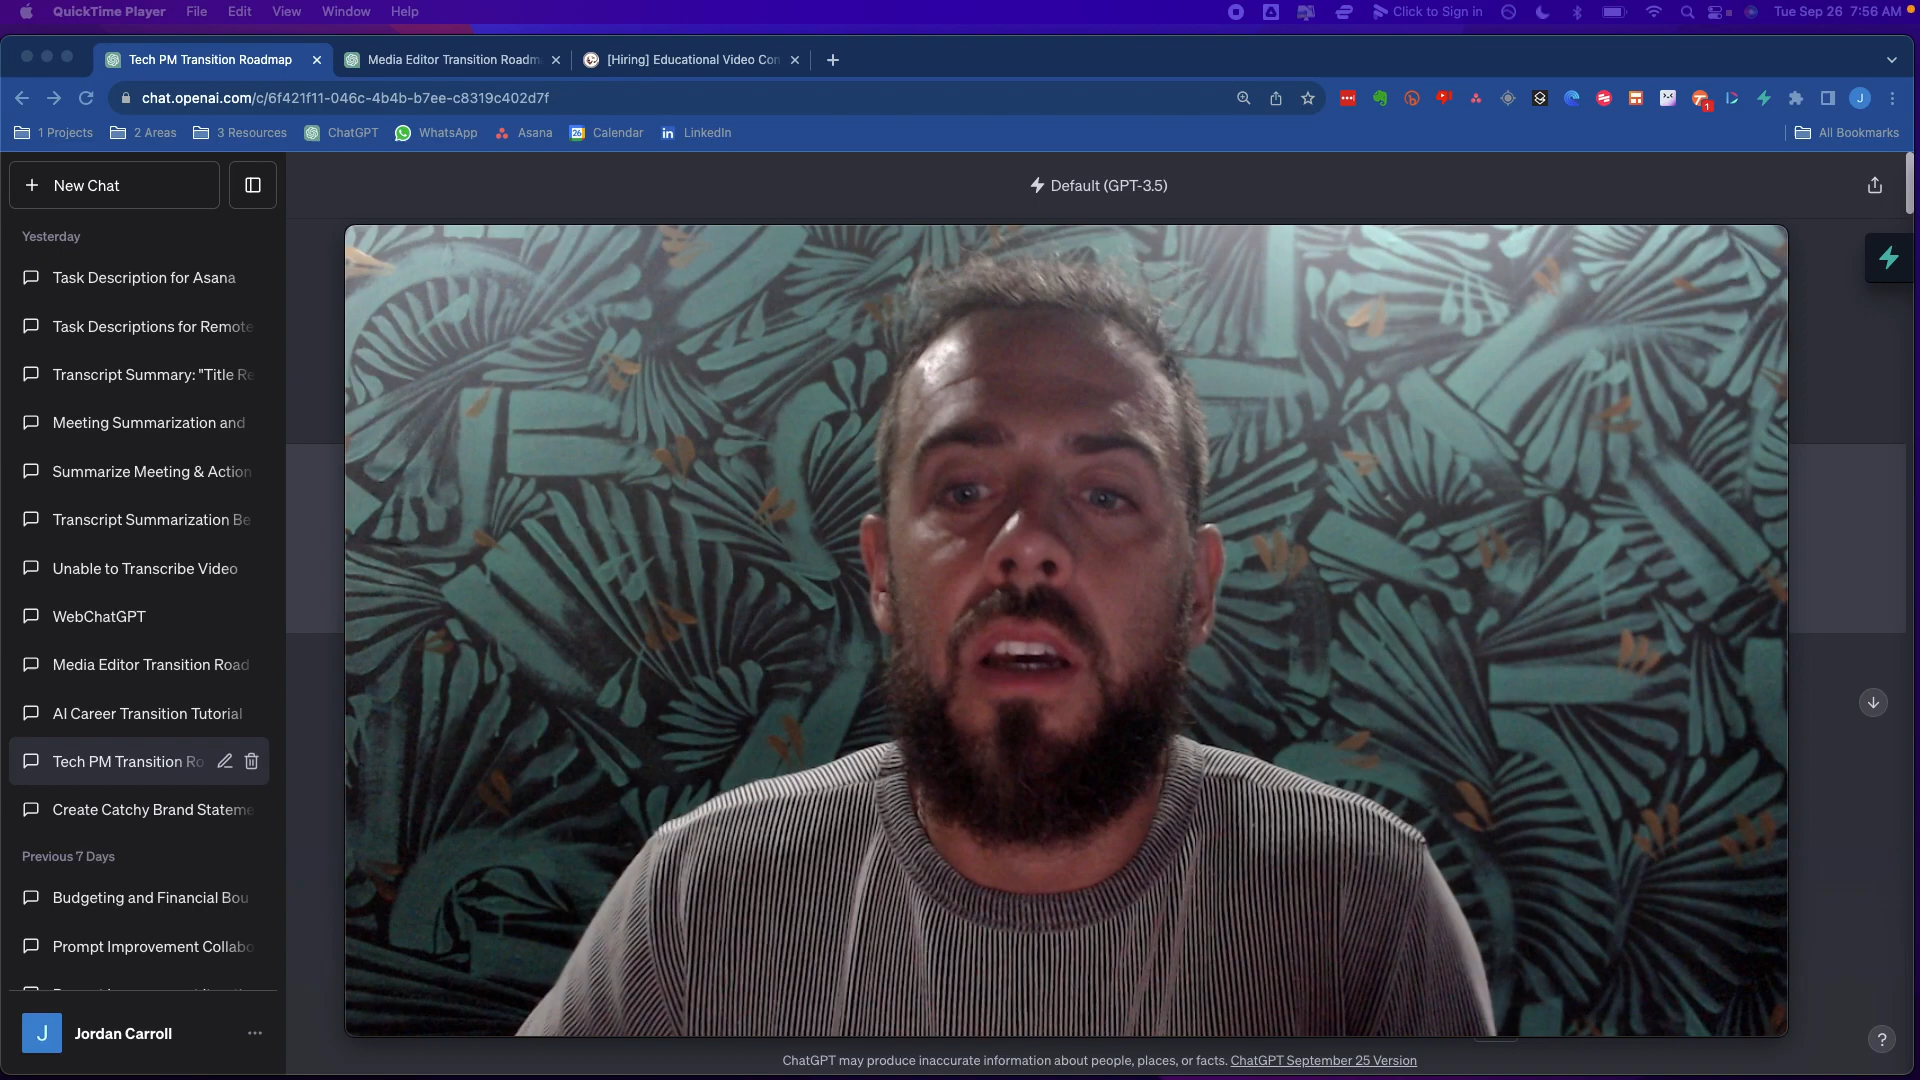 QuickTime Player File Edit View Window Help Click to Sign in Tue Sep 26 7:56 AM
Tech PM Transition Roadmap Media Editor Transition Roadm [Hiring] Educational Video Con
chat.openai.com/c/6f421f11-046c-4b4b-b7ee-c8319c402d7f
1
J
1 Projects 2 Areas 3 Resources ChatGPT WhatsApp Asana 26 Calendar in LinkedIn All Bookmarks
New Chat
Default (GPT-3.5)
Yesterday
Task Description for Asana
Task Descriptions for Remote
Transcript Summary: "Title Re
Meeting Summarization and
Summarize Meeting & Action
Transcript Summarization Be
Unable to Transcribe Video
WebChatGPT
Media Editor Transition Road
AI Career Transition Tutorial
Tech PM Transition Ro
Create Catchy Brand Stateme
Previous 7 Days
Budgeting and Financial Bou
Prompt Improvement Collabo
J Jordan Carroll
?
ChatGPT may produce inaccurate information about people, places, or facts. ChatGPT September 25 Version